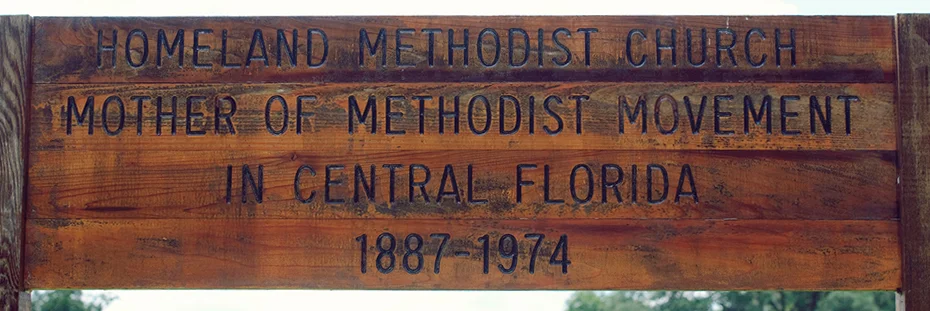 HOMELAND METHODIST CHURCH
MOTHER OF METHODIST MOVEMENT
IN CENTRAL FLORIDA
1887-1974